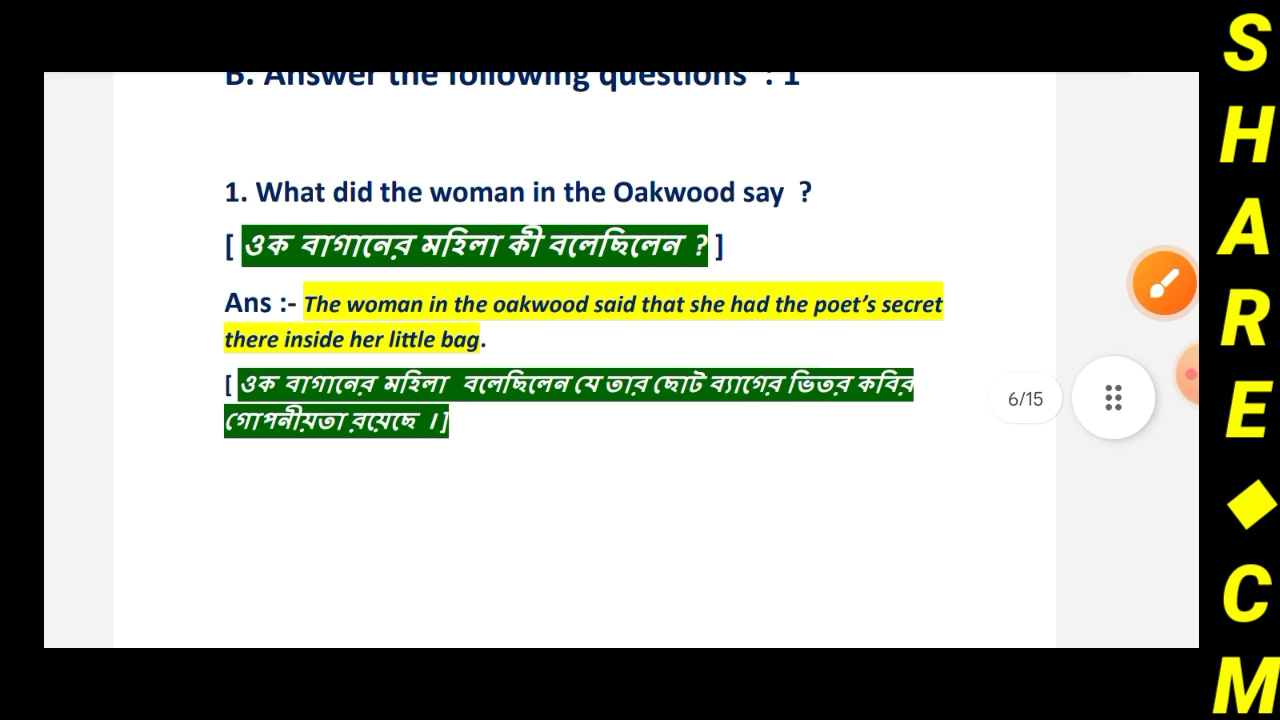 B. Answer the following questions : 1
1. What did the woman in the Oakwood say ?
[ ওক বাগানের মহিলা কী বলেছিলেন ? ]
Ans :- The woman in the oakwood said that she had the poet’s secret
there inside her little bag.
[ ওক বাগানের মহিলা বলেছিলেন যে তার ছোট ব্যাগের ভিতর কবির
গোপনীয়তা রয়েছে ।]
6/15
SHARE◆CM